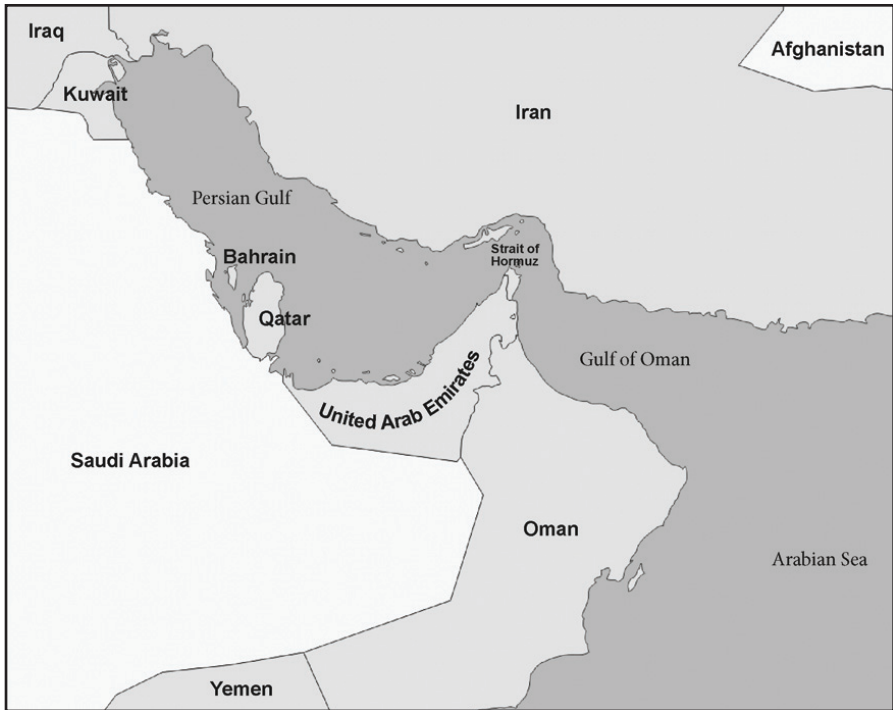 Iraq
Afghanistan
Kuwait
Iran
Persian Gulf
Strait of
Hormuz
Bahrain
Qatar
Gulf of Oman
United Arab Emirates
Saudi Arabia
Oman
Arabian Sea
Yemen